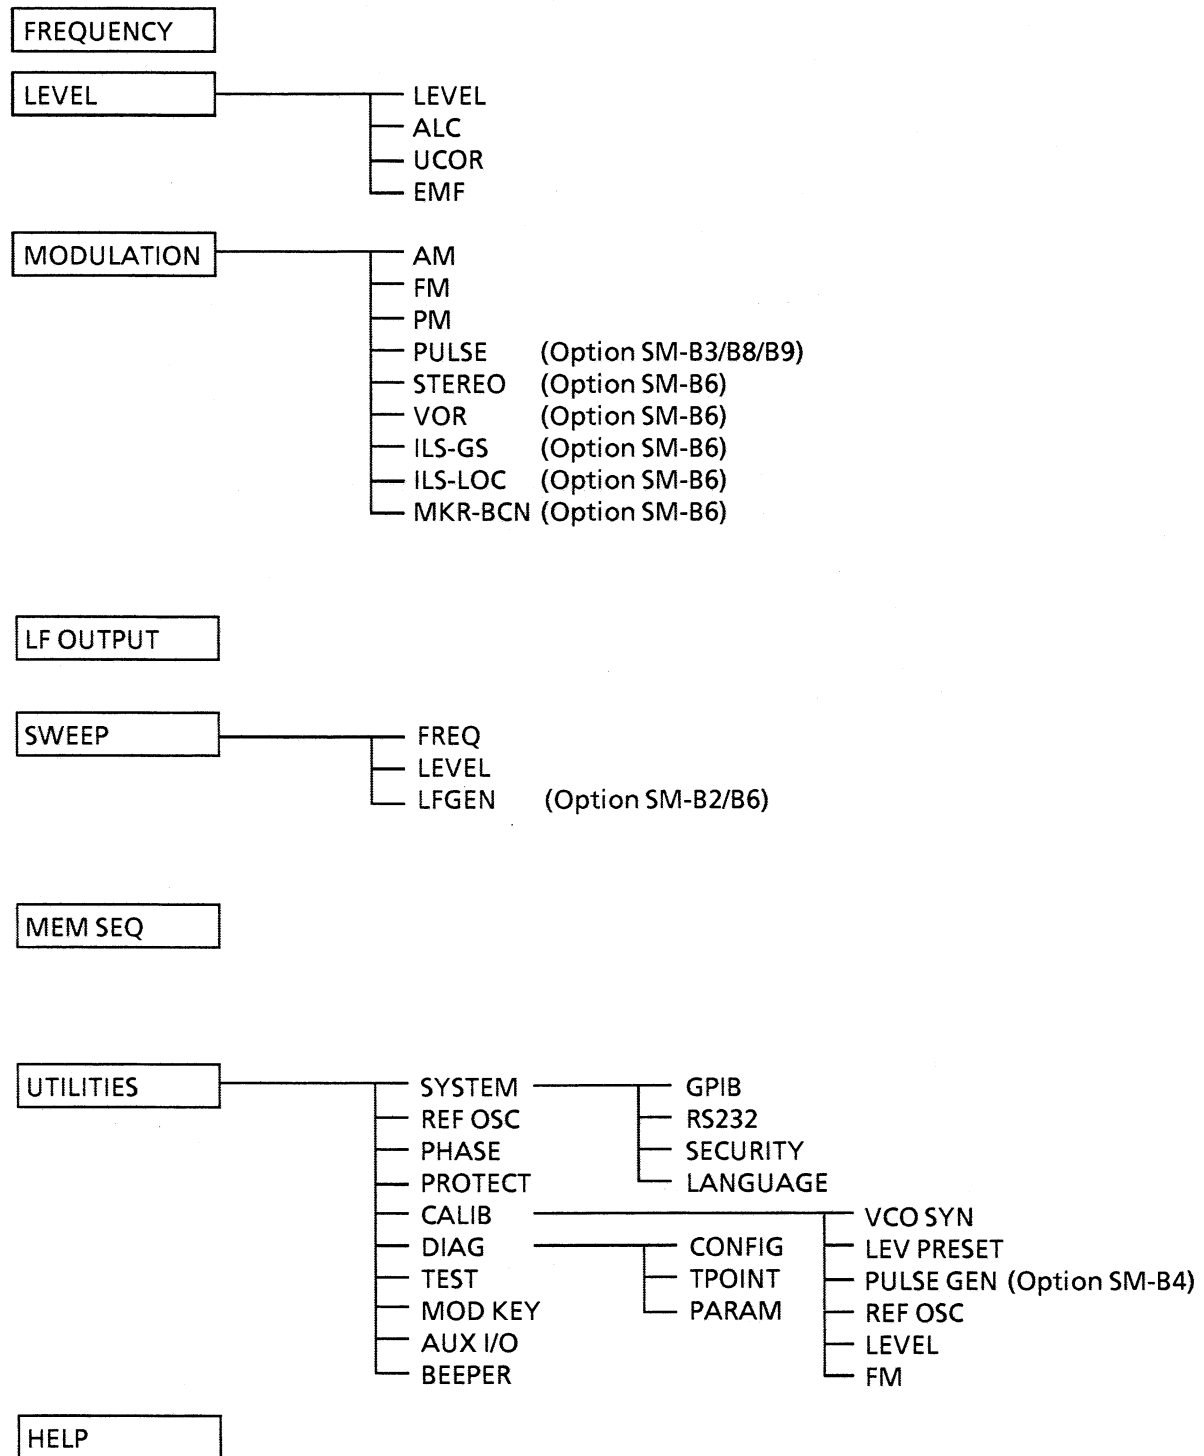 FREQUENCY
LEVEL LEVEL
ALC
UCOR
EMF
MODULATION AM
FM
PM
PULSE (Option SM-B3/B8/B9)
STEREO (Option SM-B6)
VOR (Option SM-B6)
ILS-GS (Option SM-B6)
ILS-LOC (Option SM-B6)
MKR-BCN (Option SM-B6)
LF OUTPUT
SWEEP FREQ
LEVEL
LFGEN (Option SM-B2/B6)
MEM SEQ
UTILITIES SYSTEM GPIB
REF OSC RS232
PHASE SECURITY
PROTECT LANGUAGE
CALIB VCO SYN
DIAG CONFIG LEV PRESET
TEST TPOINT PULSE GEN (Option SM-B4)
MOD KEY PARAM REF OSC
AUX I/O LEVEL
BEEPER FM
HELP